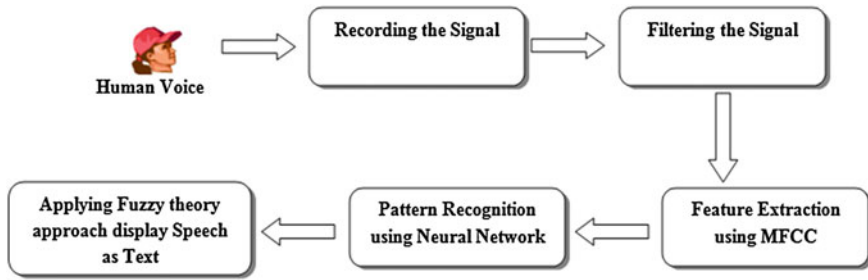 Human Voice
Recording the Signal
Filtering the Signal
Feature Extraction
using MFCC
Pattern Recognition
using Neural Network
Applying Fuzzy theory
approach display Speech
as Text